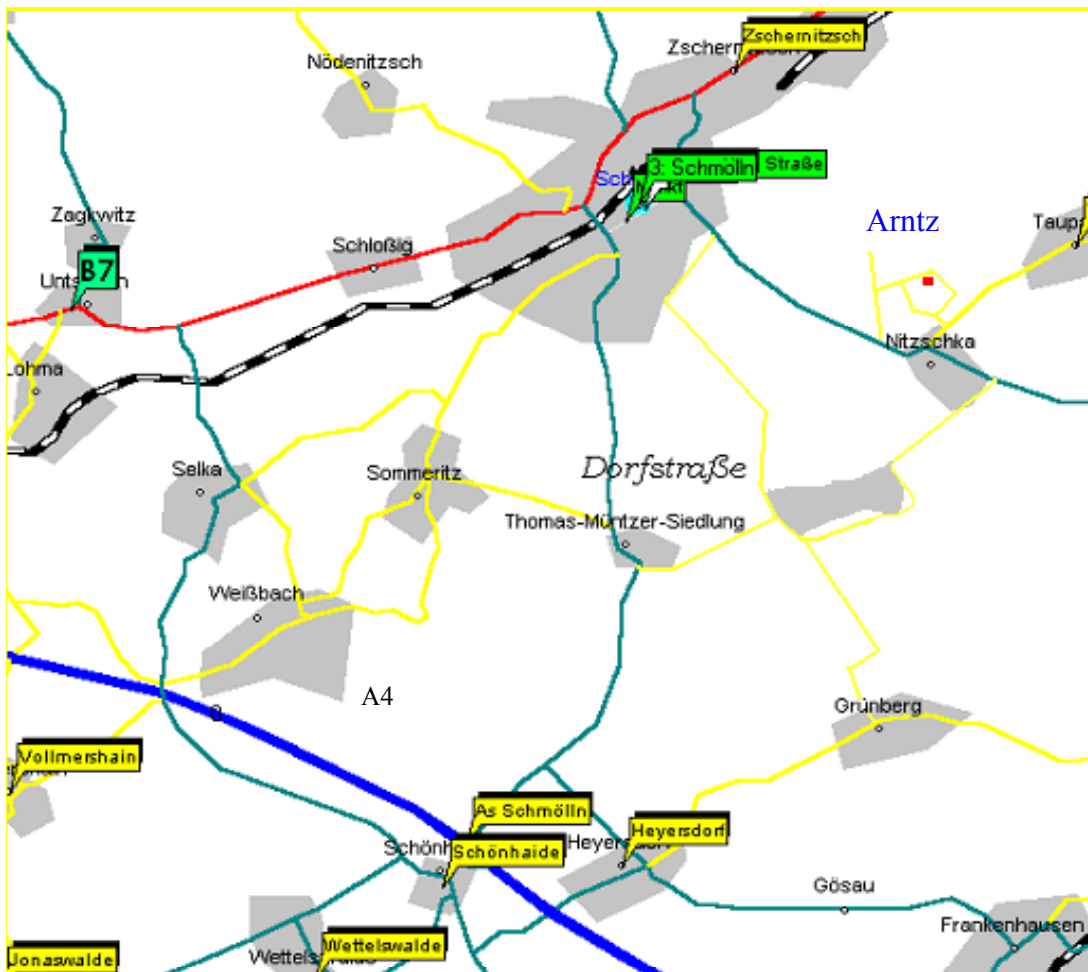 Zschernitzsch
Nödenitzsch
3: Schmölln
Straße
Zagkwitz
Arntz
Schloßig
B7
Nitzschka
Lohma
Selka
Sommeritz
Dorfstraße
Thomas-Müntzer-Siedlung
Weißbach
A4
Grünberg
Vollmershain
As Schmölln
Heyersdorf
Schönhaide
Gösau
Frankenhausen
Wettelswalde
Jonaswalde